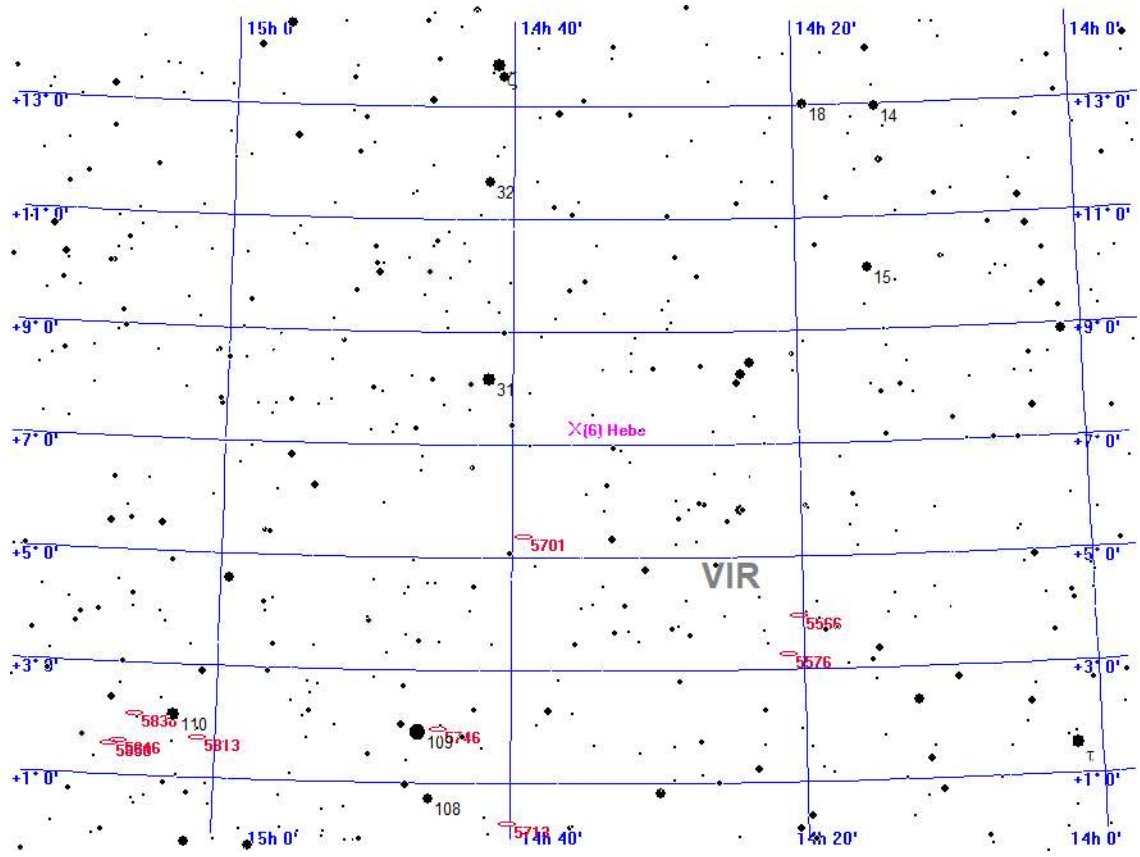 15h 0' 14h 40' 14h 20' 14h 0'
+13° 0' 18 14 +13° 0'
32
+11° 0' +11° 0'
15
+9° 0' +9° 0'
31
(6) Hebe
+7° 0' +7° 0'
5701
+5° 0' +5° 0'
VIR
5566
+3° 0' 5576 +3° 0'
5838 110
5813 109 5746 τ
5846
+1° 0' +1° 0'
108
5713
15h 0' 14h 40' 14h 20' 14h 0'